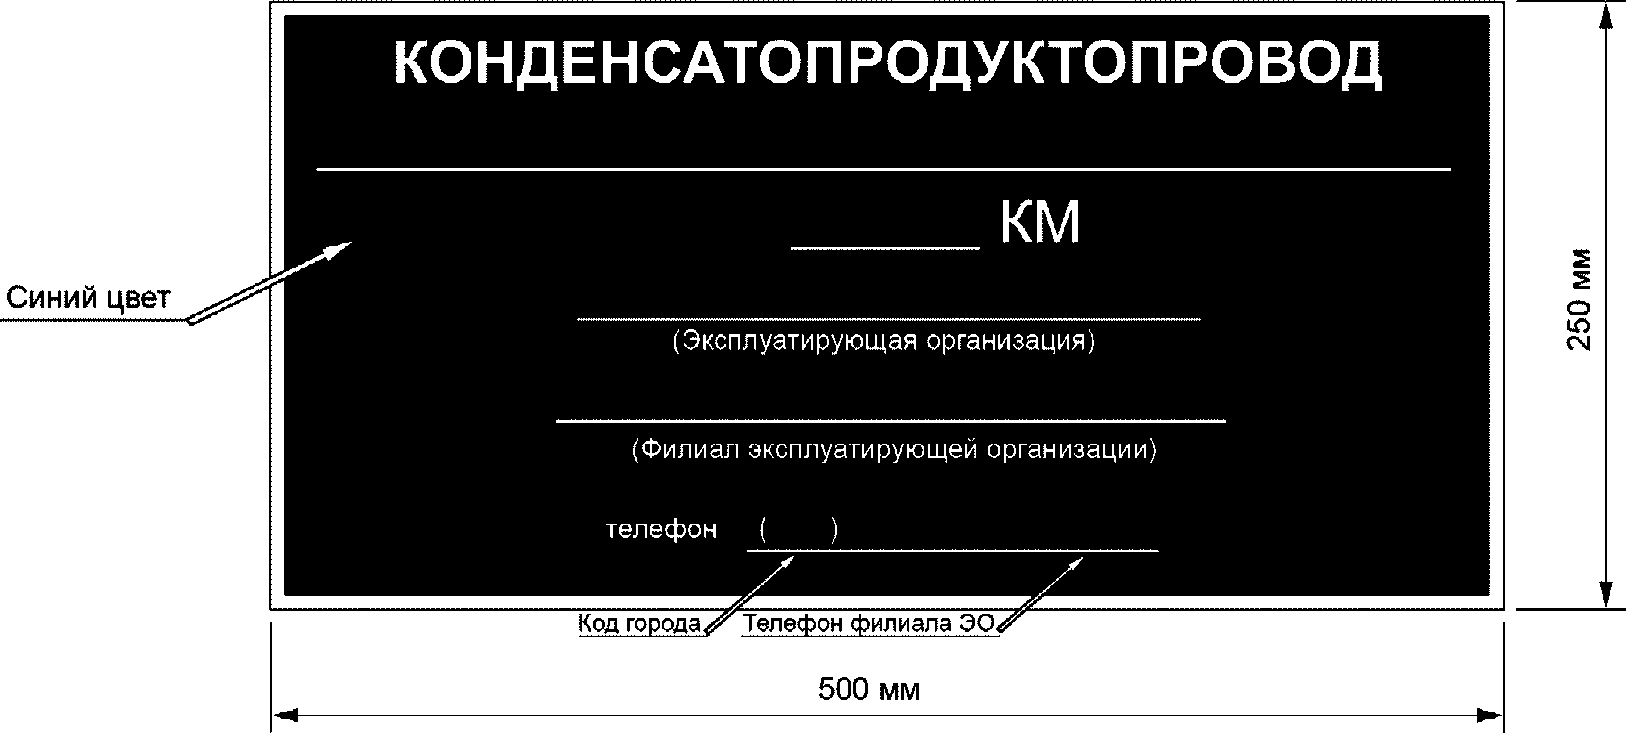 КОНДЕНСАТОПРОДУКТОПРОВОД
КМ
Синий цвет
250 мм
(Эксплуатирующая организация)
(Филиал эксплуатирующей организации)
телефон ( )
Код города Телефон филиала ЭО
500 мм